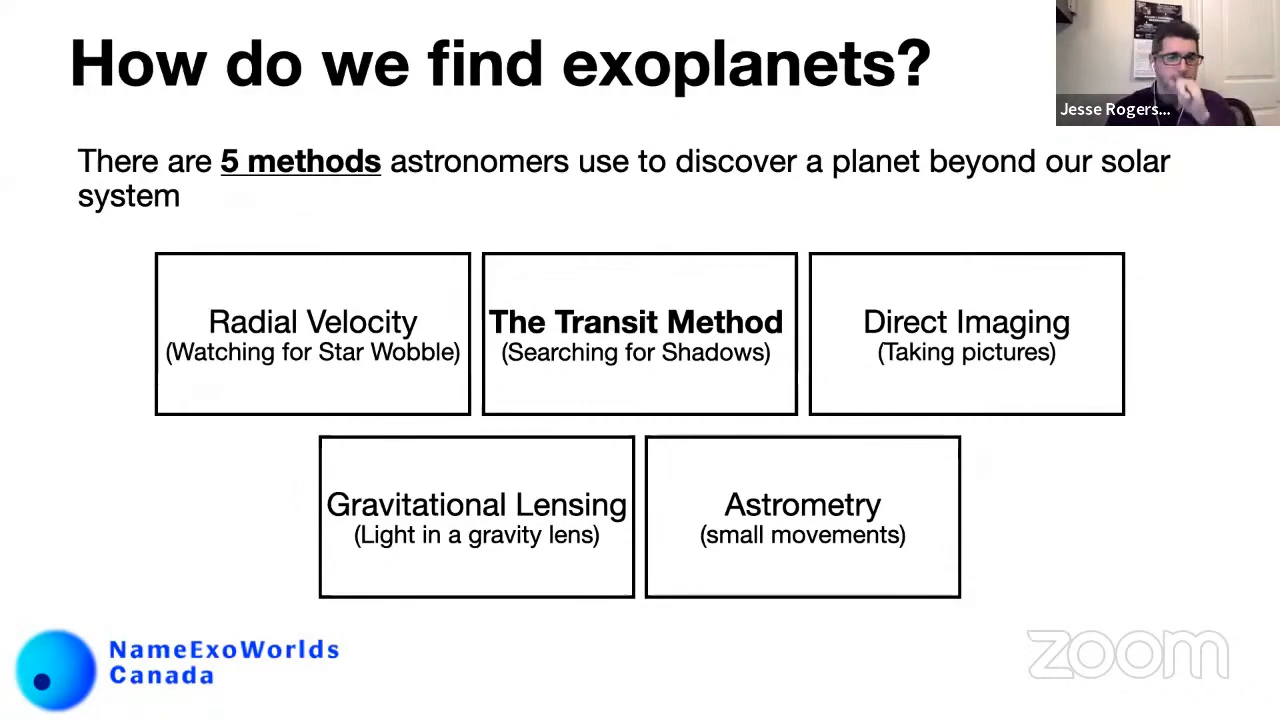 How do we find exoplanets?
Jesse Rogers...
There are 5 methods astronomers use to discover a planet beyond our solar
system
Radial Velocity
(Watching for Star Wobble)
The Transit Method
(Searching for Shadows)
Direct Imaging
(Taking pictures)
Gravitational Lensing
(Light in a gravity lens)
Astrometry
(small movements)
NameExoWorlds
Canada
zoom